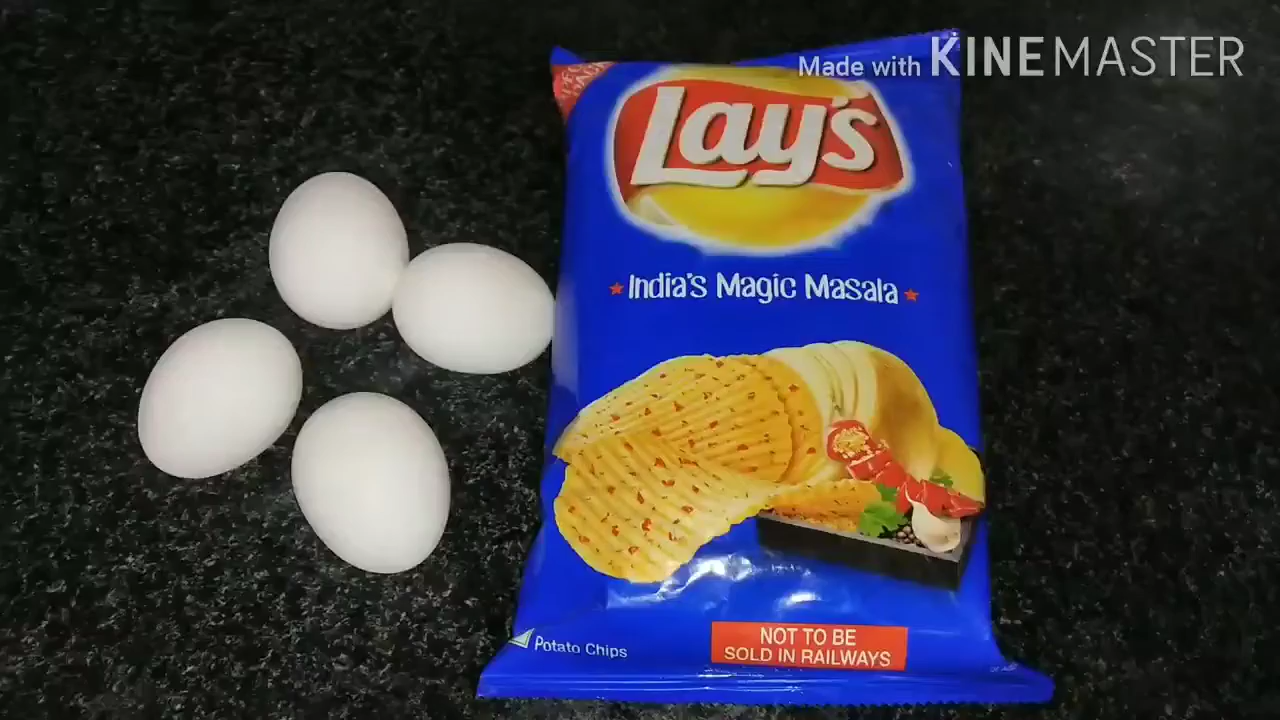 Made with KINEMASTER
Lay's
India's Magic Masala
Potato Chips
NOT TO BE
SOLD IN RAILWAYS